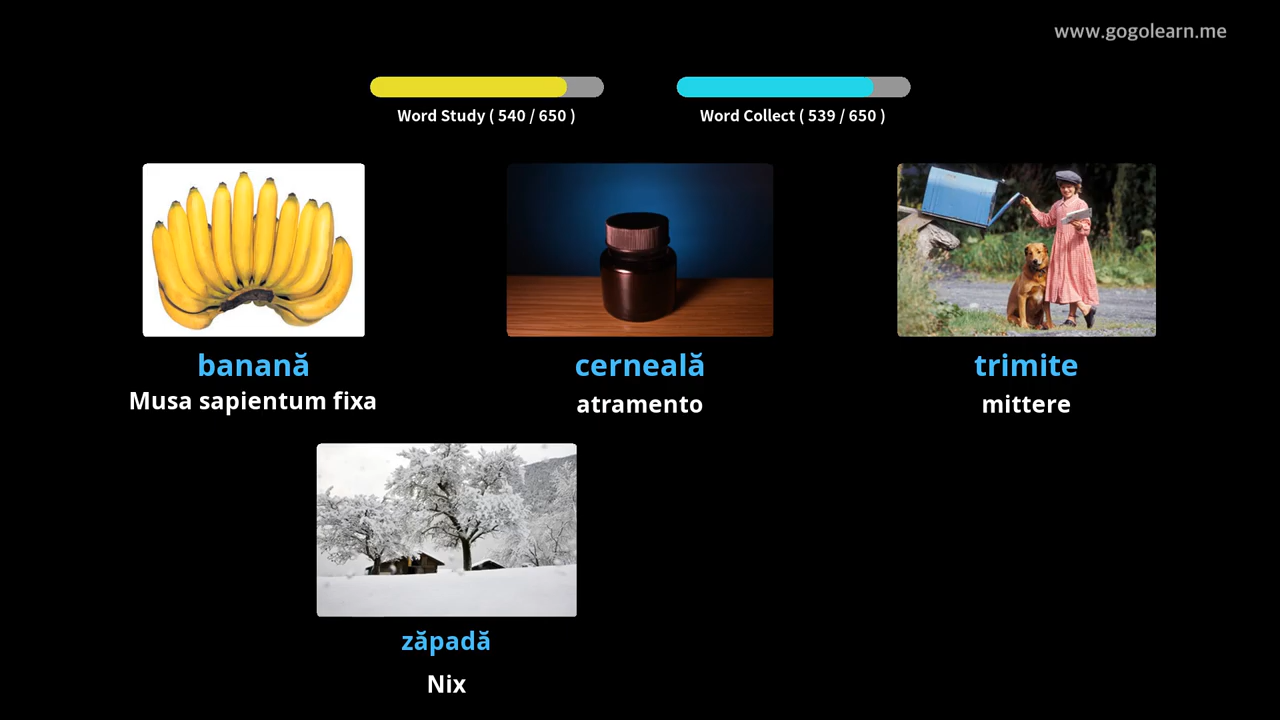 www.gogolearn.me
Word Study ( 540 / 650 )
Word Collect ( 539 / 650 )
banană
Musa sapientum fixa
cerneală
atramento
trimite
mittere
zăpadă
Nix